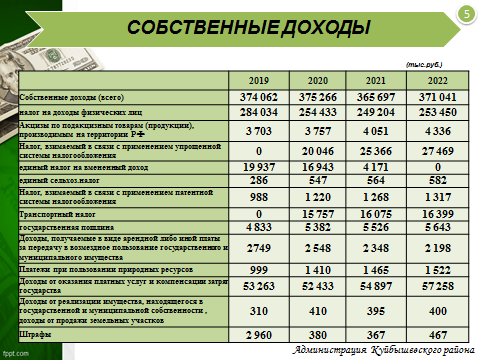 5
СОБСТВЕННЫЕ ДОХОДЫ
(тыс.руб.)
2019 2020 2021 2022
Собственные доходы (всего) 374 062 375 266 365 697 371 041
налог на доходы физических лиц 284 034 254 433 249 204 253 450
Акцизы по подакцизным товарам (продукции),
производимым на территории РФ 3 703 3 757 4 051 4 336
Налог, взимаемый в связи с применением упрощенной
системы налогообложения 0 20 046 25 366 27 469
единый налог на вмененный доход 19 937 16 943 4 171 0
единый сельхоз.налог 286 547 564 582
Налог, взимаемый в связи с применением патентной
системы налогообложения 988 1 220 1 268 1 317
Транспортный налог 0 15 757 16 075 16 399
государственная пошлина 4 833 5 382 5 526 5 643
Доходы, получаемые в виде арендной либо иной платы
за передачу в возмездное пользование государственного и
муниципального имущества 2749 2 548 2 348 2 198
Платежи при пользовании природных ресурсов 999 1 410 1 465 1 522
Доходы от оказания платных услуг и компенсации затрат
государства 53 263 52 433 54 897 57 258
Доходы от реализации имущества, находящегося в
государственной и муниципальной собственности ,
доходы от продажи земельных участков 310 410 395 400
Штрафы 2 960 380 367 467
Администрация Куйбышевского района
fppt.com